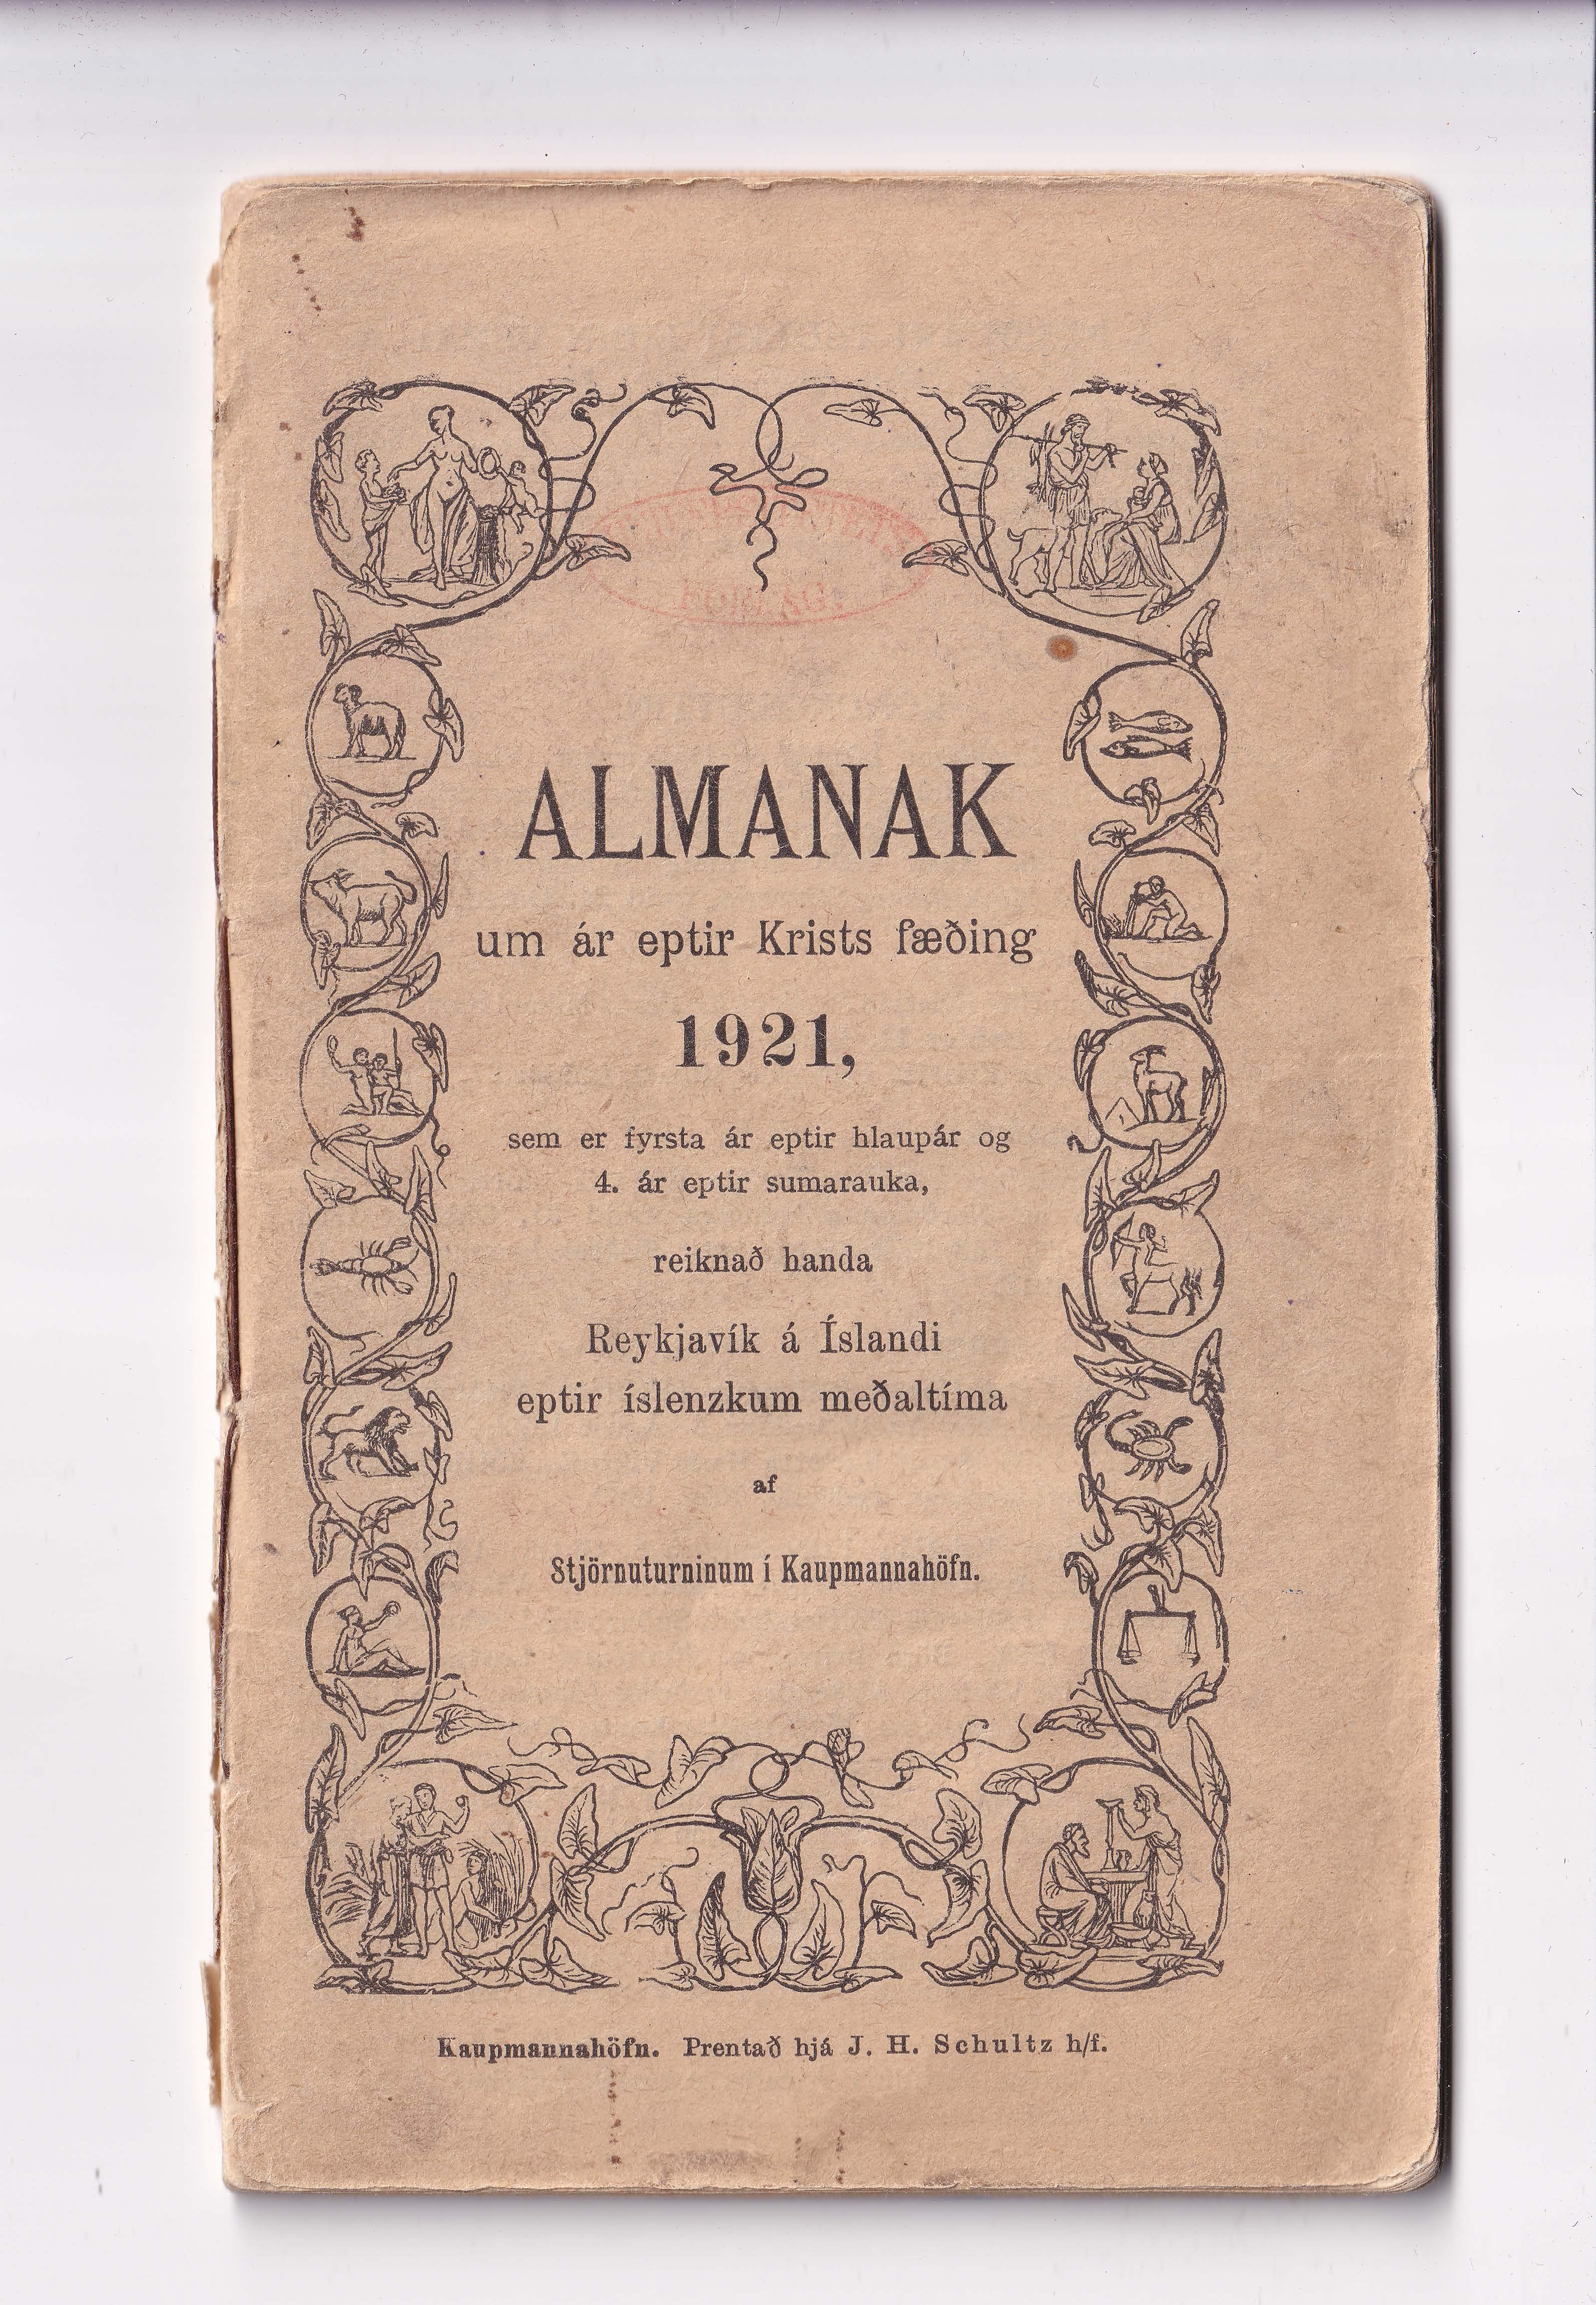 ALMANAK
um ár eptir Krists fæðing
1921,
sem er fyrsta ár eptir hlaupár og
4. ár eptir sumarauka,
reiknað handa
Reykjavík á Íslandi
eptir íslenzkum meðaltíma
af
Stjörnuturninum í Kaupmannahöfn.
Kaupmannahöfn. Prentað hjá J. H. Schultz h/f.